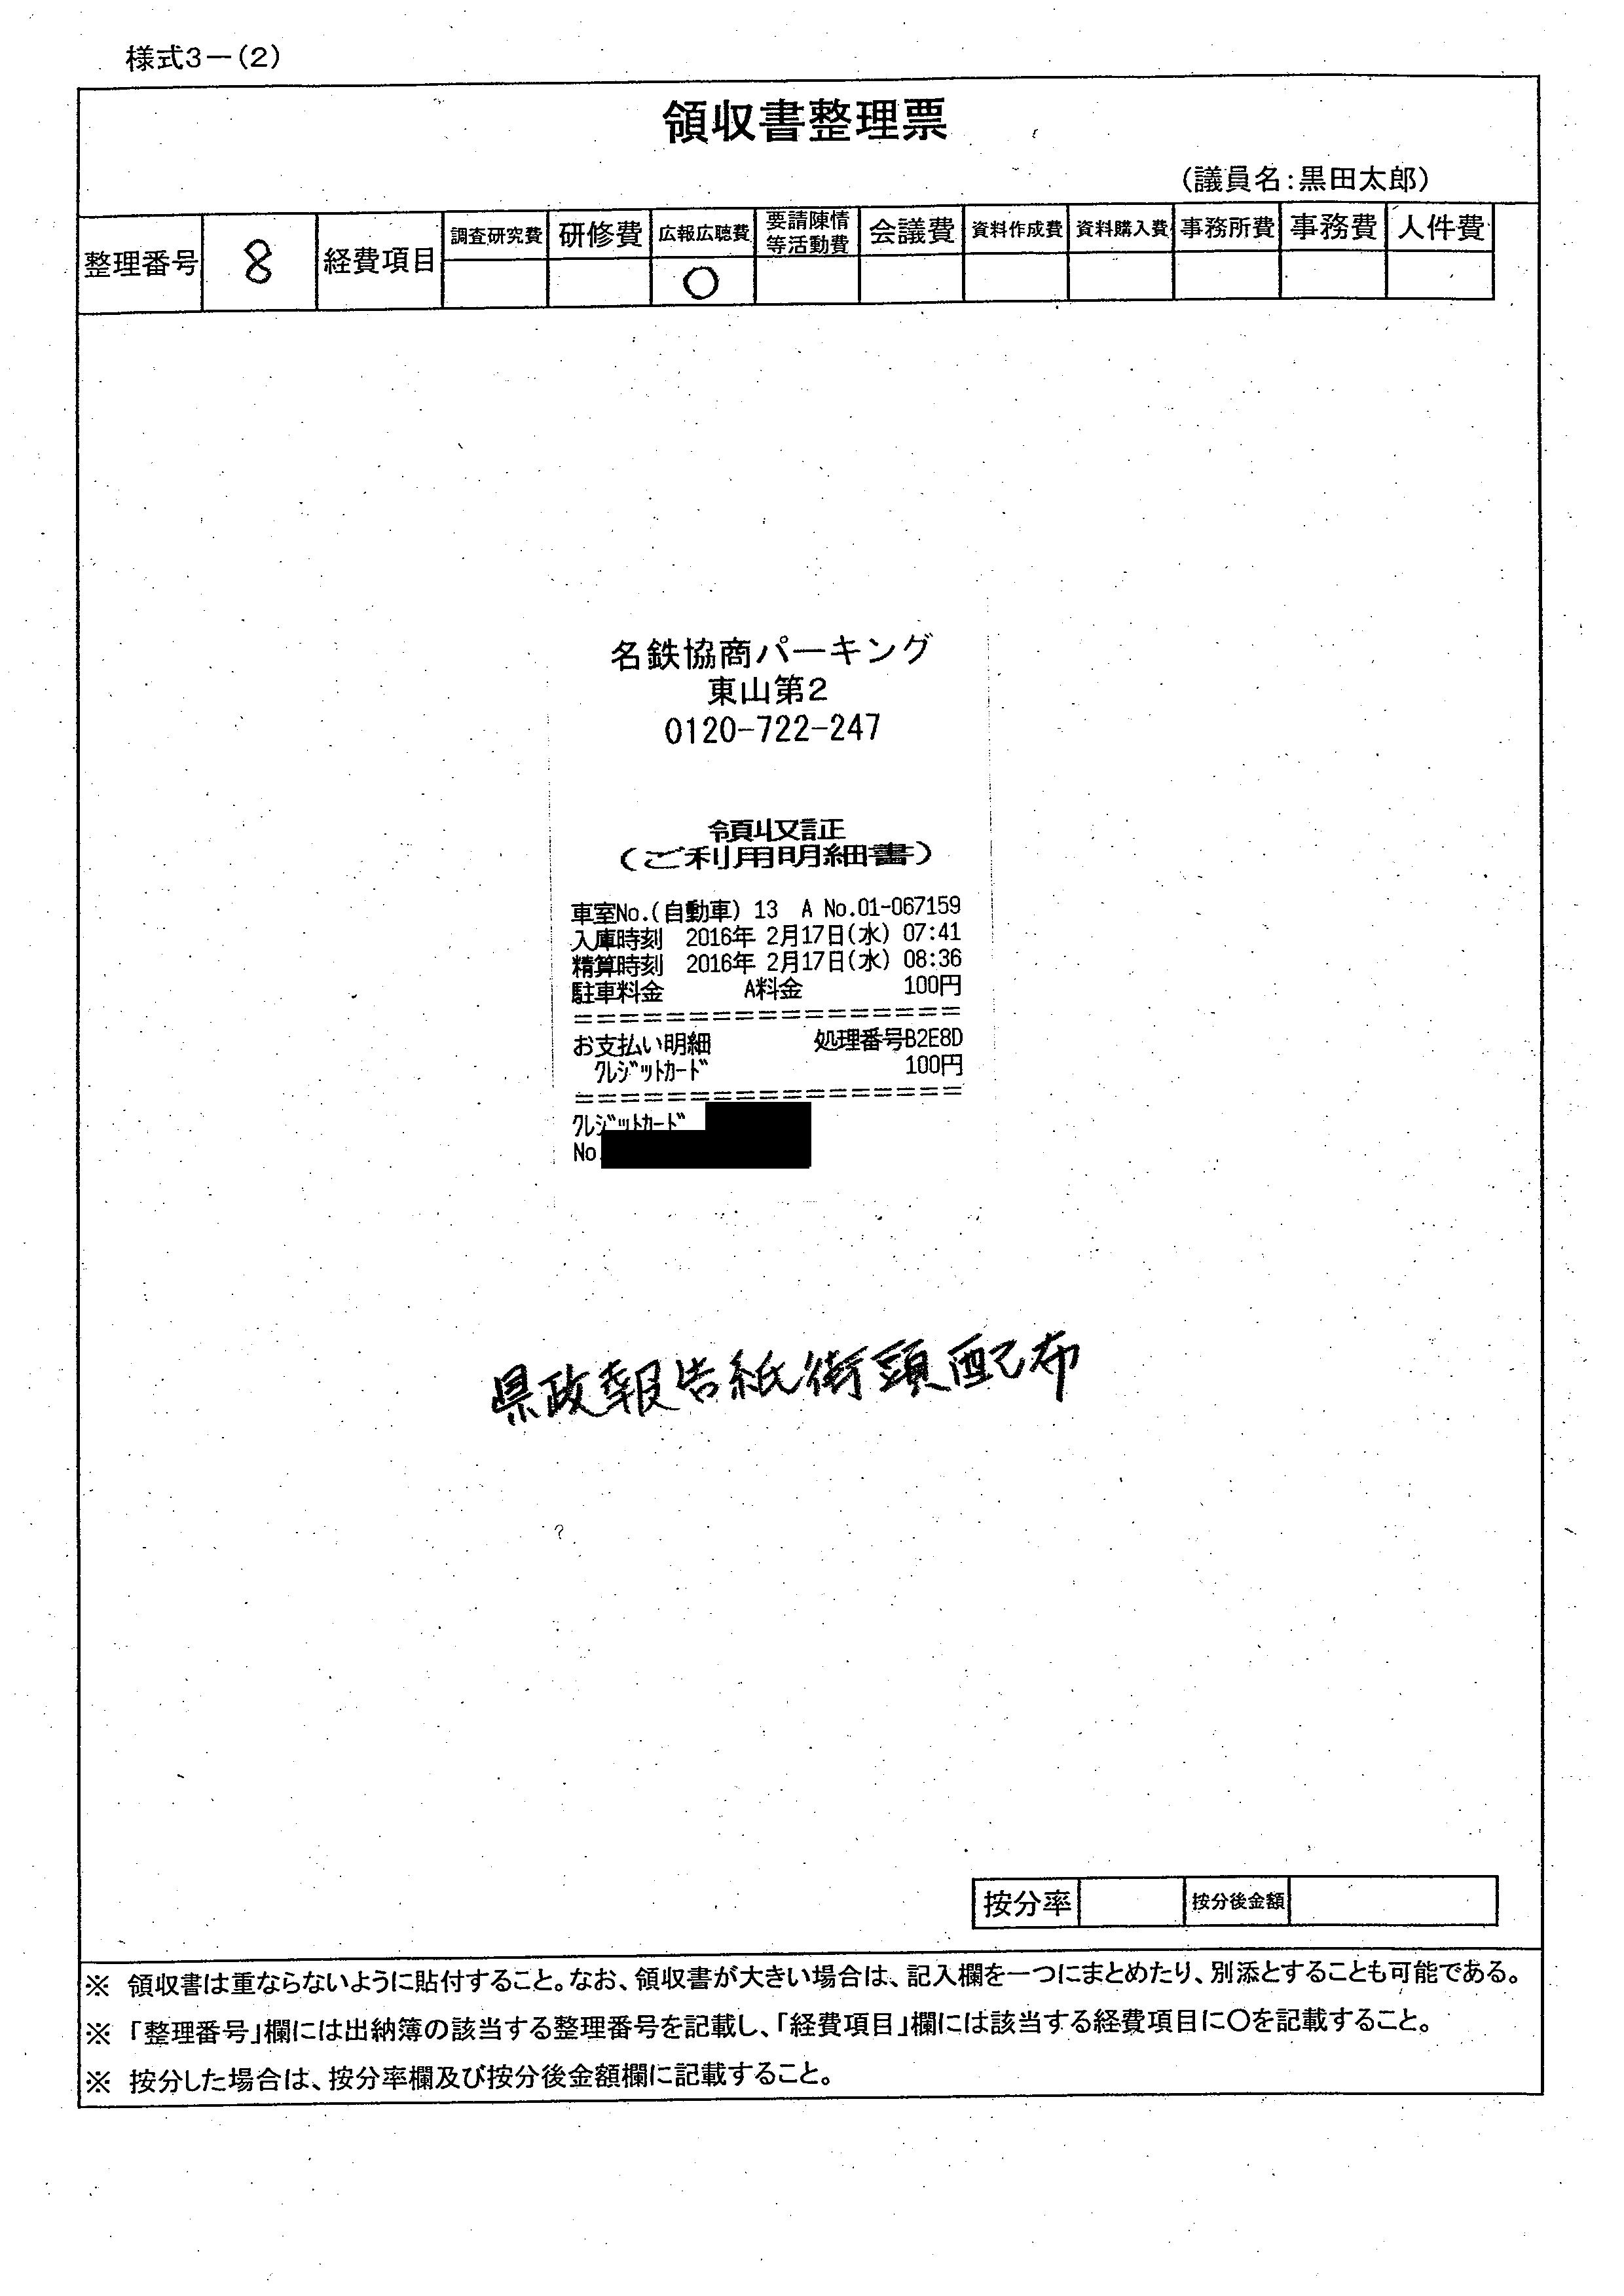 様式3-(2)
領収書整理票
(議員名:黒田太郎)
整理番号 8 経費項目 調査研究費 研修費 広報広聴費 要請陳情等活動費 会議費 資料作成費 資料購入費 事務所費 事務費 人件費
○
名鉄協商パーキング
東山第2
0120-722-247
領収証
(ご利用明細書)
車室No.(自動車) 13 A No.01-067159
入庫時刻 2016年 2月17日(水) 07:41
精算時刻 2016年 2月17日(水) 08:36
駐車料金 A料金 100円
=================
お支払い明細 処理番号B2E8D
クレジットカード 100円
=================
クレジットカード
No.
県政報告紙街頭配布
按分率 按分後金額
※ 領収書は重ならないように貼付すること。なお、領収書が大きい場合は、記入欄を一つにまとめたり、別添とすることも可能である。
※ 「整理番号」欄には出納簿の該当する整理番号を記載し、「経費項目」欄には該当する経費項目に○を記載すること。
※ 按分した場合は、按分率欄及び按分後金額欄に記載すること。